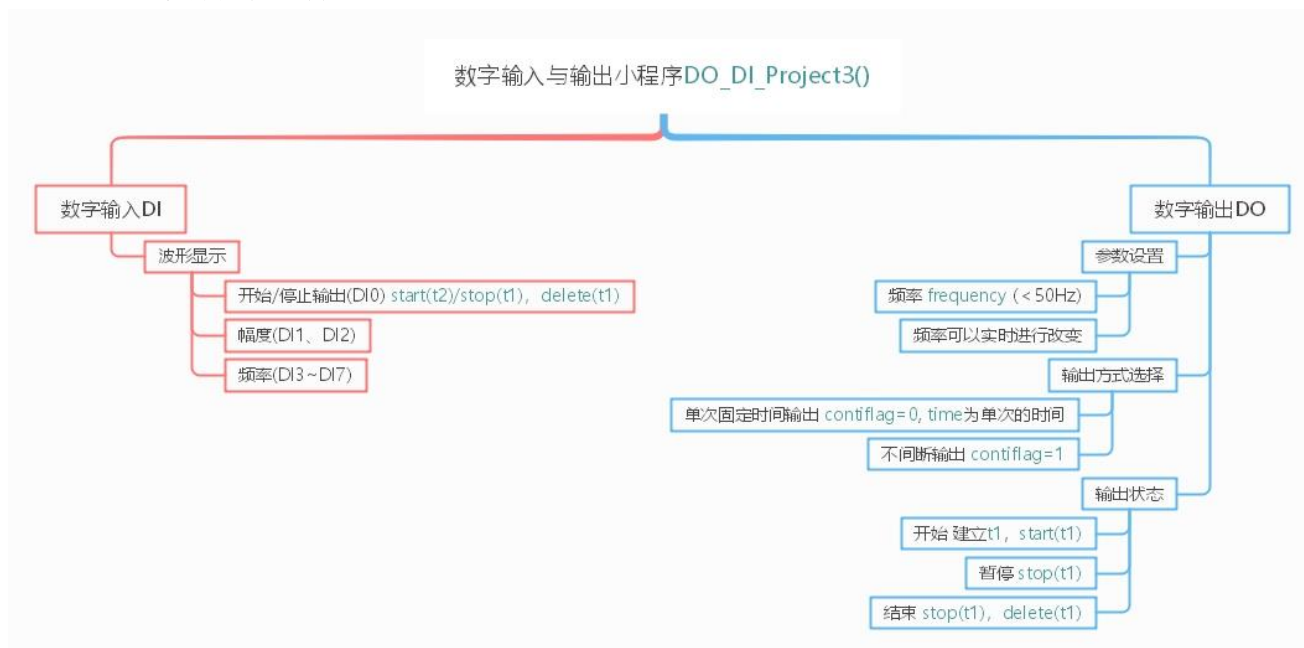 数字输入与输出小程序DO_DI_Project3()
数字输入DI
波形显示
开始/停止输出(DI0) start(t2)/stop(t1), delete(t1)
幅度(DI1、DI2)
频率(DI3~DI7)
数字输出DO
参数设置
频率 frequency (<50Hz)
频率可以实时进行改变
输出方式选择
单次固定时间输出 contiflag=0, time为单次的时间
不间断输出 contiflag=1
输出状态
开始 建立t1, start(t1)
暂停 stop(t1)
结束 stop(t1), delete(t1)